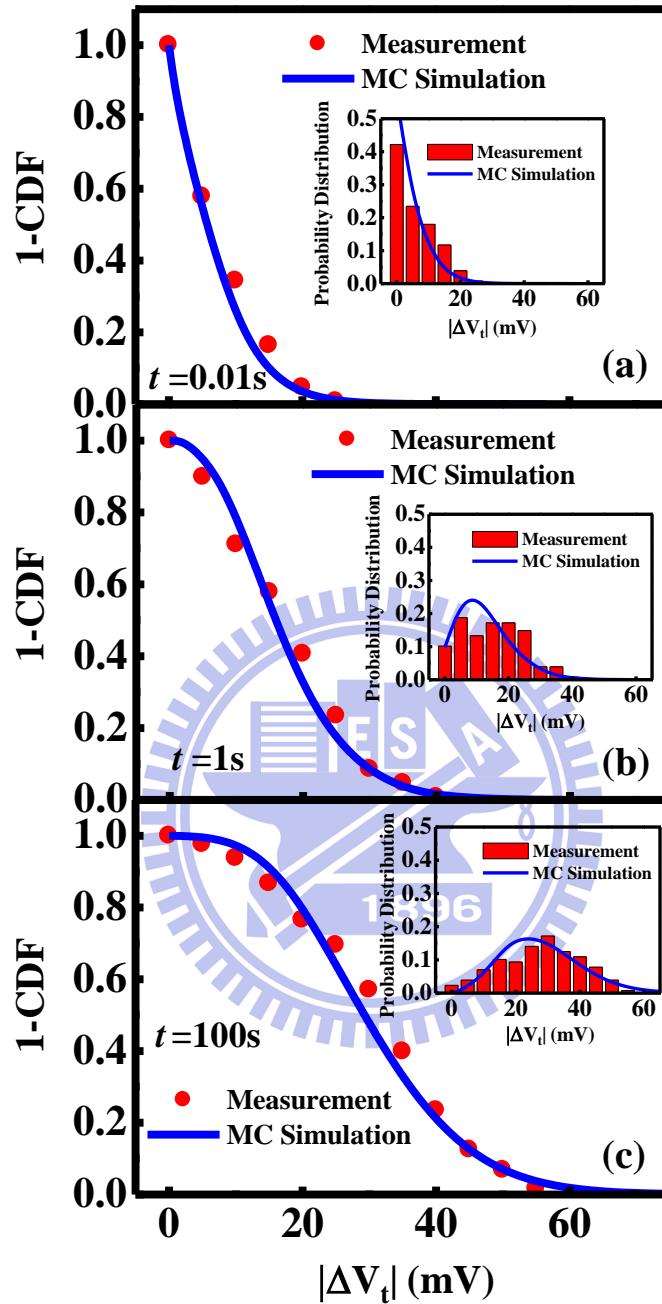 1.0
0.8
0.6
0.4
0.2
0.0
1-CDF
Measurement
MC Simulation
t =0.01s
(a)
0.5
0.4
0.3
0.2
0.1
0.0
Probability Distribution
Measurement
MC Simulation
0 20 40 60
|ΔVt| (mV)
1.0
0.8
0.6
0.4
0.2
0.0
1-CDF
Measurement
MC Simulation
t =1s
(b)
0.5
0.4
0.3
0.2
0.1
0.0
Probability Distribution
Measurement
MC Simulation
0 20 40 60
|ΔVt| (mV)
E S A
1.0
0.8
0.6
0.4
0.2
0.0
1-CDF
Measurement
MC Simulation
t =100s
(c)
0.5
0.4
0.3
0.2
0.1
0.0
Probability Distribution
Measurement
MC Simulation
0 20 40 60
|ΔVt| (mV)
1896
0 20 40 60
|ΔVt| (mV)